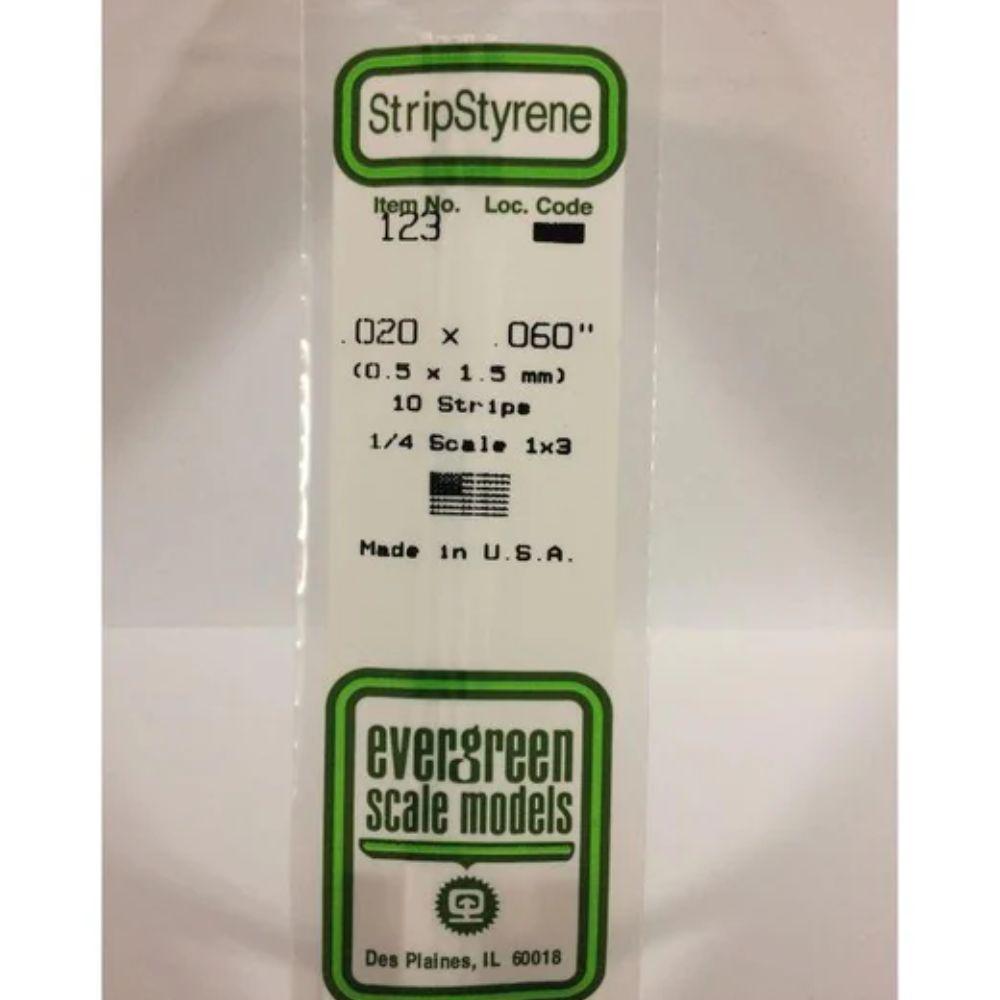 StripStyrene
Item No. Loc. Code
123
.020 x .060"
(0.5 x 1.5 mm)
10 Strips
1/4 Scale 1x3
Made in U.S.A.
evergreen
scale models
Des Plaines, IL 60018